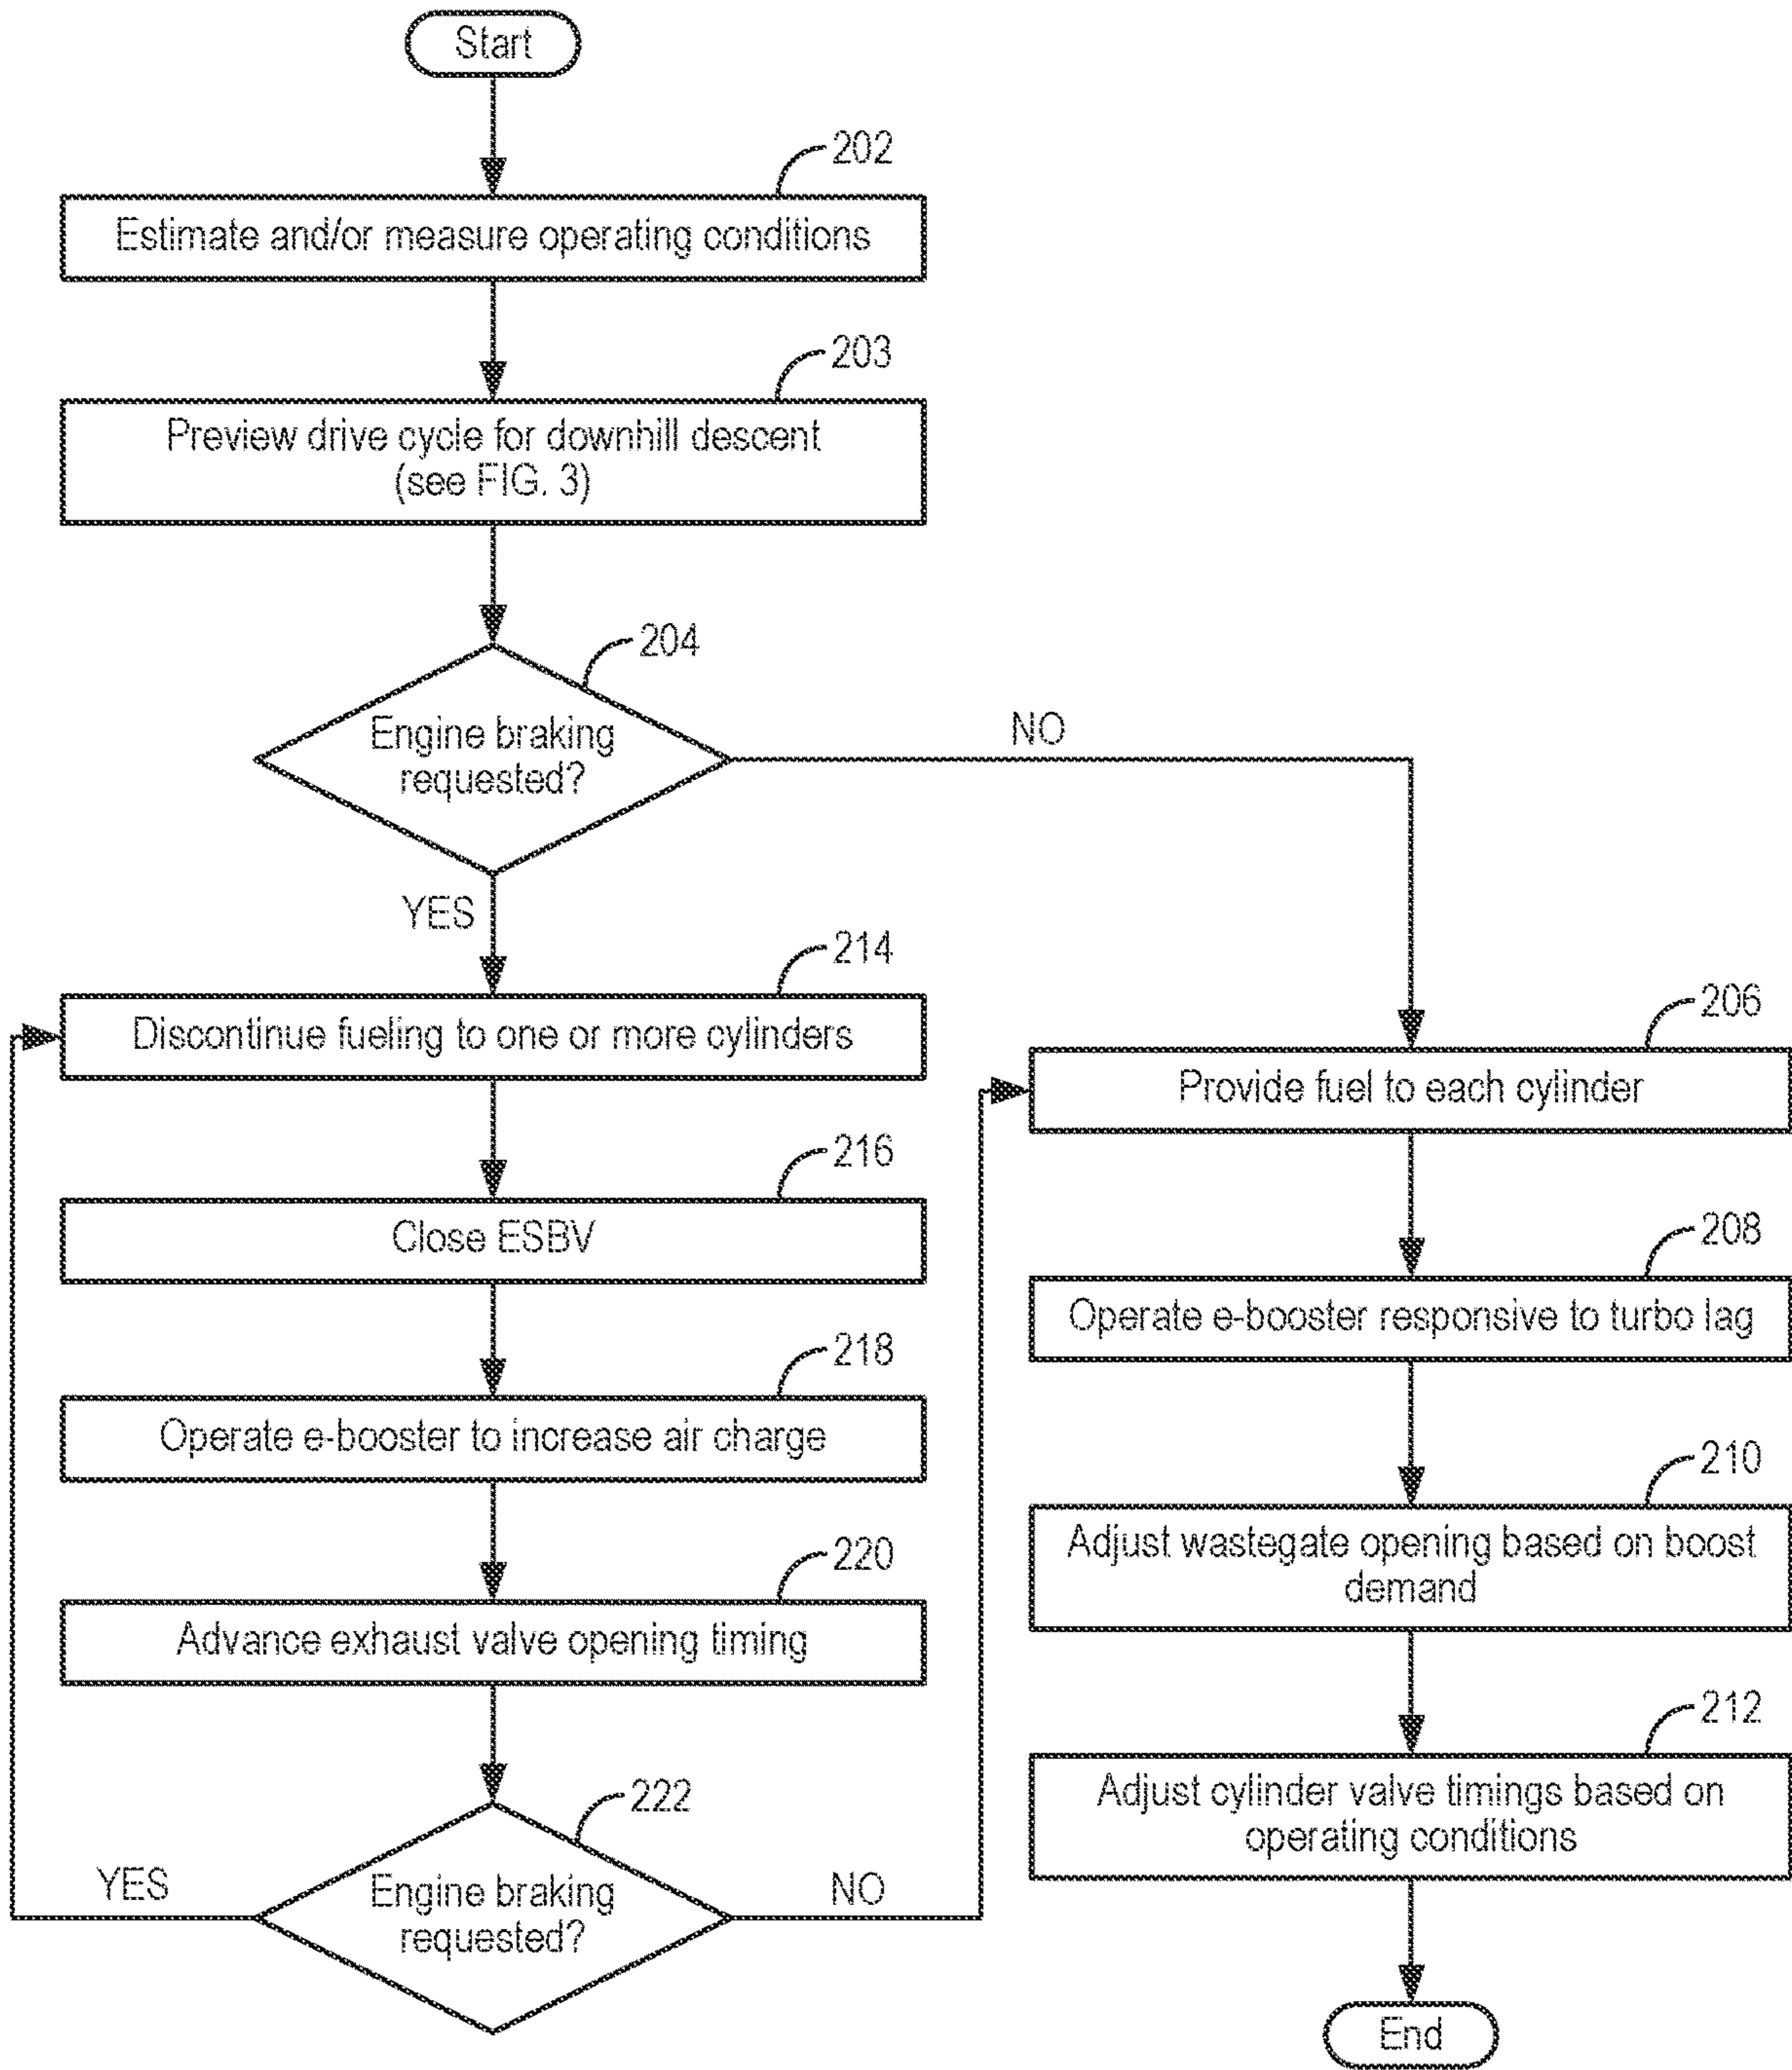 Start
202
Estimate and/or measure operating conditions
203
Preview drive cycle for downhill descent
(see FIG. 3)
204
Engine braking
requested?
NO
YES
214
Discontinue fueling to one or more cylinders
216
Close ESBV
218
Operate e-booster to increase air charge
220
Advance exhaust valve opening timing
222
Engine braking
requested?
YES
NO
206
Provide fuel to each cylinder
208
Operate e-booster responsive to turbo lag
210
Adjust wastegate opening based on boost
demand
212
Adjust cylinder valve timings based on
operating conditions
End